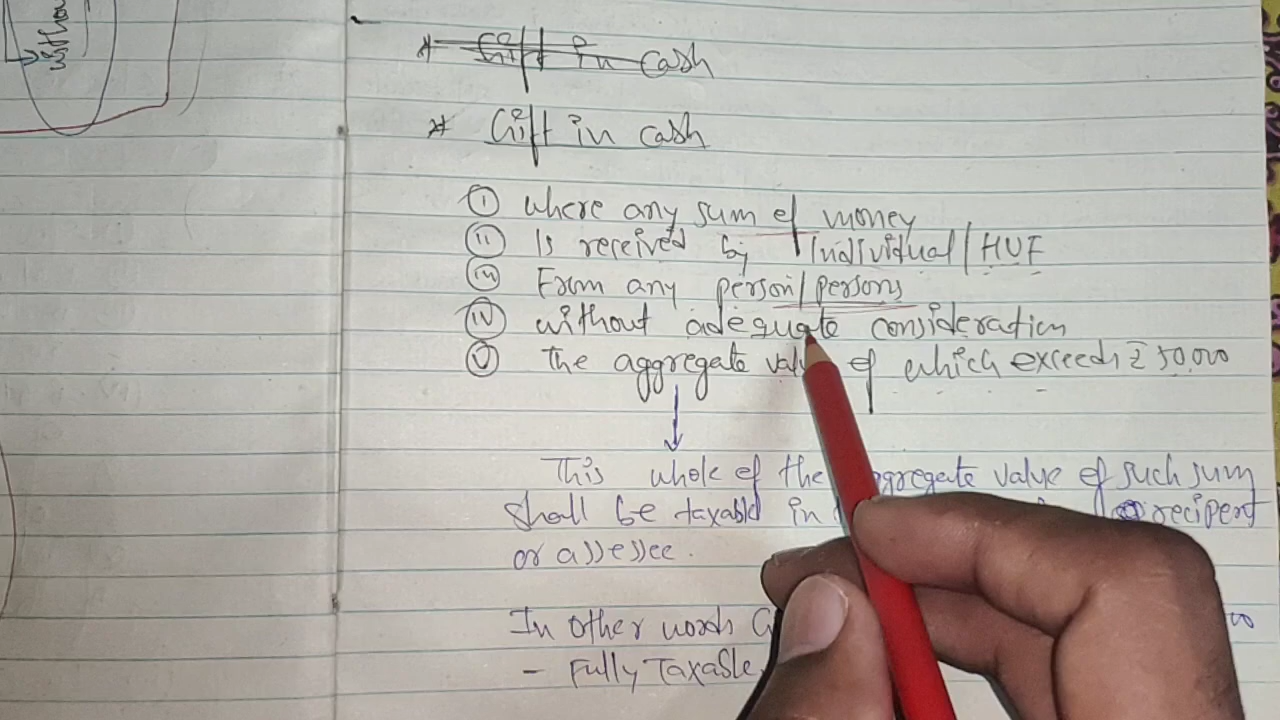 withou
* Gift in cash
* Gift in cash
(i) where any sum of money
(ii) Is received by Individual/HUF
(iii) From any person/persons
(iv) without adequate consideration
(v) The aggregate of which exceeds ₹ 50,000
This whole of the aggregate value of such sum
shall be taxable in recipent
or assessee.
In other words
- Fully Taxable.